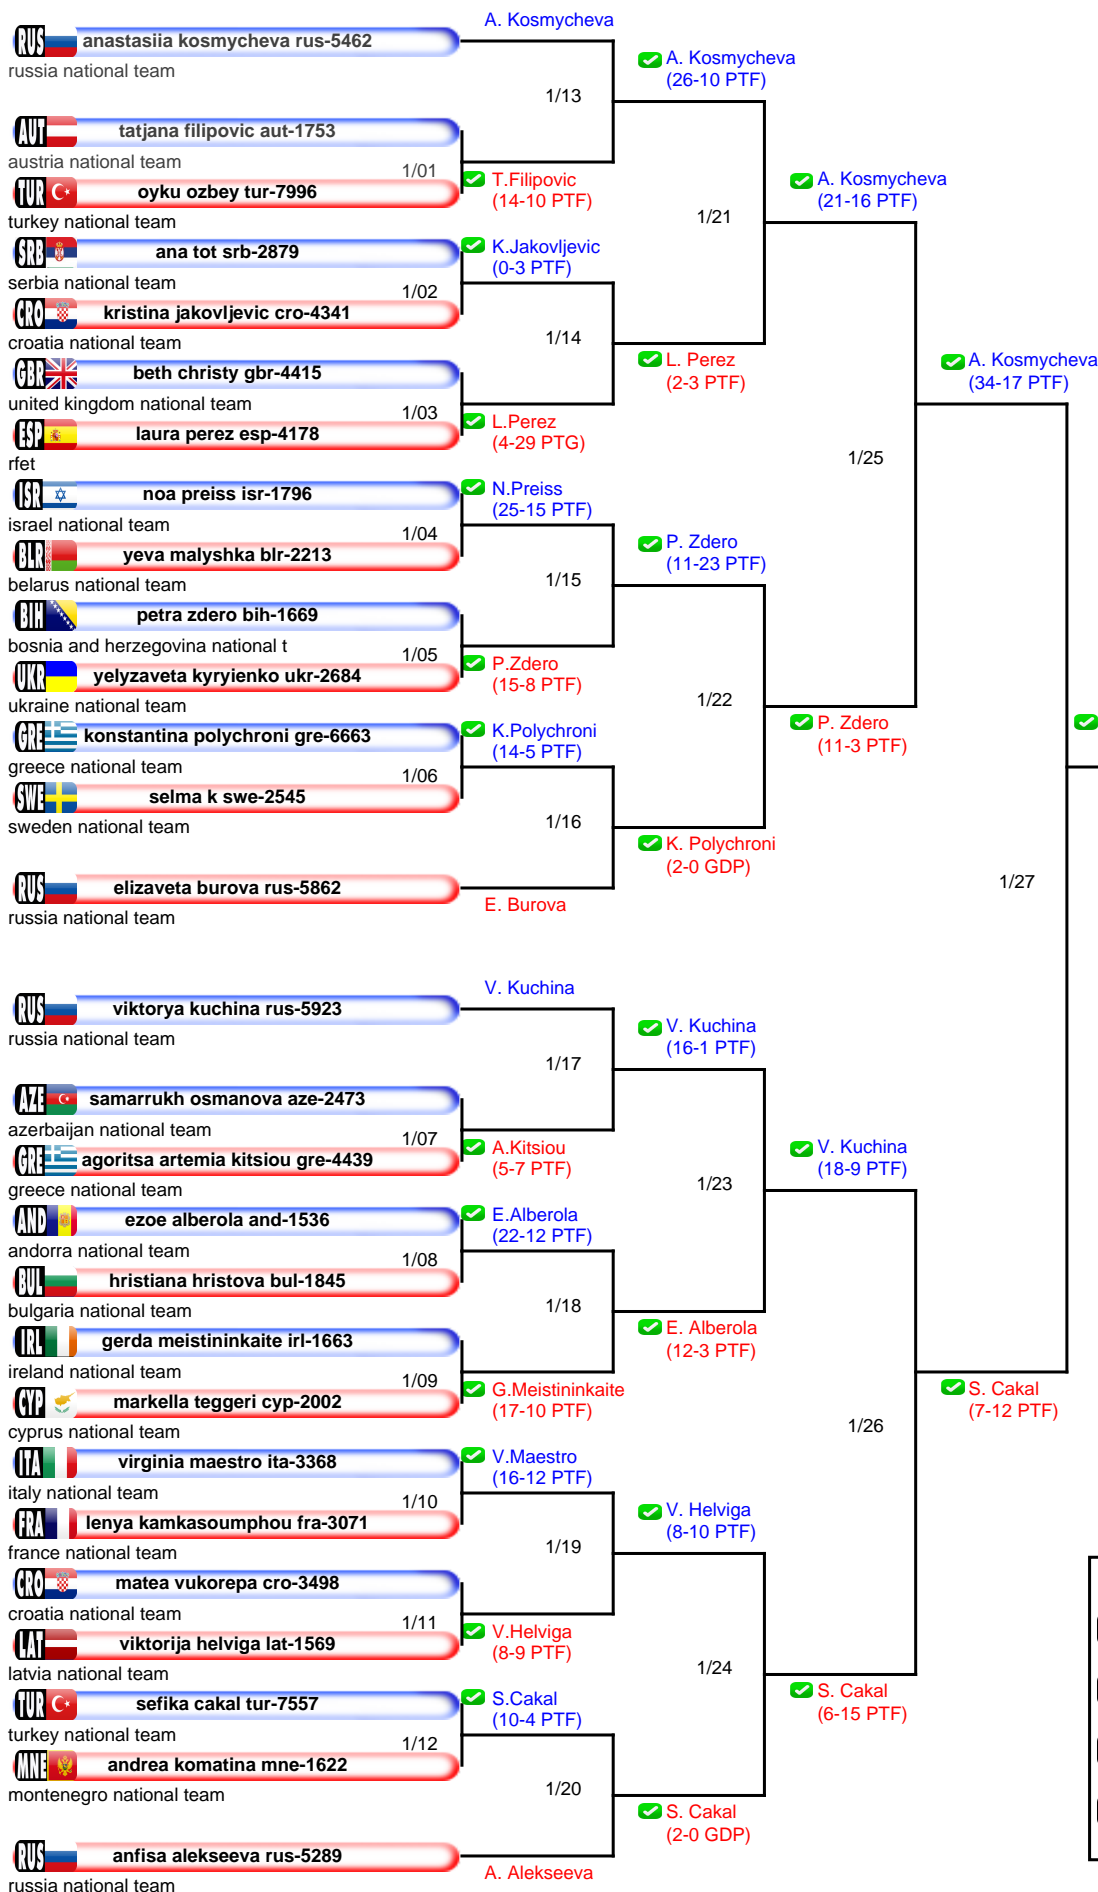 A. Kosmycheva
RUS anastasiia kosmycheva rus-5462
russia national team
A. Kosmycheva
(26-10 PTF)
1/13
AUT tatjana filipovic aut-1753
austria national team
1/01
T.Filipovic
(14-10 PTF)
A. Kosmycheva
(21-16 PTF)
TUR oyku ozbey tur-7996
turkey national team
1/21
SRB ana tot srb-2879
serbia national team
K.Jakovljevic
(0-3 PTF)
1/02
CRO kristina jakovljevic cro-4341
croatia national team
1/14
L. Perez
(2-3 PTF)
A. Kosmycheva
(34-17 PTF)
GBR beth christy gbr-4415
united kingdom national team
1/03
L.Perez
(4-29 PTG)
ESP laura perez esp-4178
rfet
1/25
ISR noa preiss isr-1796
israel national team
N.Preiss
(25-15 PTF)
1/04
P. Zdero
(11-23 PTF)
BLR yeva malyshka blr-2213
belarus national team
1/15
BIH petra zdero bih-1669
bosnia and herzegovina national t
1/05
P.Zdero
(15-8 PTF)
UKR yelyzaveta kyryienko ukr-2684
ukraine national team
1/22
P. Zdero
(11-3 PTF)
GRE konstantina polychroni gre-6663
greece national team
K.Polychroni
(14-5 PTF)
1/06
SWE selma k swe-2545
sweden national team
1/16
K. Polychroni
(2-0 GDP)
1/27
RUS elizaveta burova rus-5862
russia national team
E. Burova
V. Kuchina
RUS viktorya kuchina rus-5923
russia national team
V. Kuchina
(16-1 PTF)
1/17
AZE samarrukh osmanova aze-2473
azerbaijan national team
1/07
A.Kitsiou
(5-7 PTF)
V. Kuchina
(18-9 PTF)
GRE agoritsa artemia kitsiou gre-4439
greece national team
1/23
AND ezoe alberola and-1536
andorra national team
E.Alberola
(22-12 PTF)
1/08
BUL hristiana hristova bul-1845
bulgaria national team
1/18
E. Alberola
(12-3 PTF)
IRL gerda meistininkaite irl-1663
ireland national team
1/09
G.Meistininkaite
(17-10 PTF)
S. Cakal
(7-12 PTF)
CYP markella teggeri cyp-2002
cyprus national team
1/26
ITA virginia maestro ita-3368
italy national team
V.Maestro
(16-12 PTF)
1/10
V. Helviga
(8-10 PTF)
FRA lenya kamkasoumphou fra-3071
france national team
1/19
CRO matea vukorepa cro-3498
croatia national team
1/11
V.Helviga
(8-9 PTF)
LAT viktorija helviga lat-1569
latvia national team
1/24
S. Cakal
(6-15 PTF)
TUR sefika cakal tur-7557
turkey national team
S.Cakal
(10-4 PTF)
1/12
MNE andrea komatina mne-1622
montenegro national team
1/20
S. Cakal
(2-0 GDP)
RUS anfisa alekseeva rus-5289
russia national team
A. Alekseeva